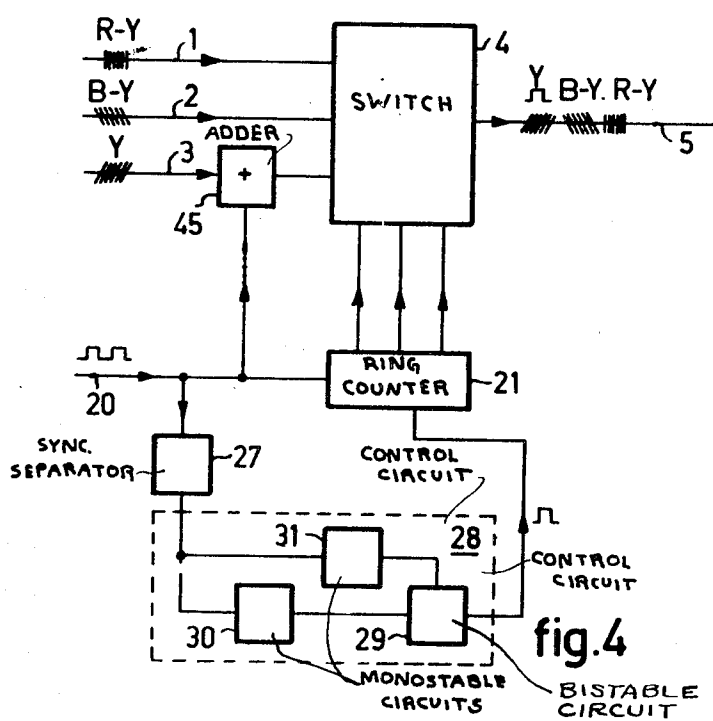 R-Y
1
4
B-Y
2
SWITCH
Y
B-Y. R-Y
5
ADDER
Y
3
+
45
20
RING
COUNTER
21
SYNC.
SEPARATOR
27
CONTROL
CIRCUIT
31
28
CONTROL
CIRCUIT
30
29
fig.4
MONOSTABLE
CIRCUITS
BISTABLE
CIRCUIT